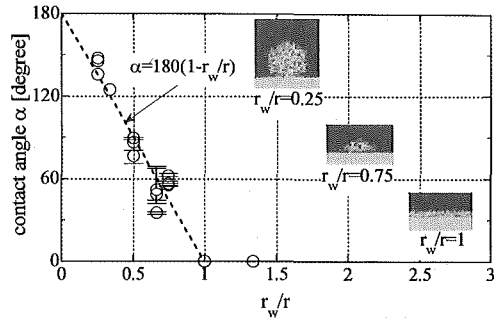 180
120
60
0
contact angle α [degree]
α=180(1-r_w/r)
r_w/r=0.25
r_w/r=0.75
r_w/r=1
0
0.5
1
1.5
2
2.5
3
r_w/r